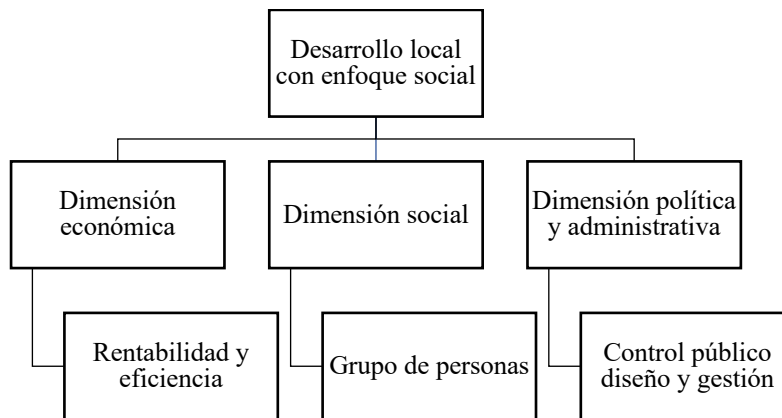 Desarrollo local
con enfoque social
Dimensión
económica
Dimensión social
Dimensión política
y administrativa
Rentabilidad y
eficiencia
Grupo de personas
Control público
diseño y gestión